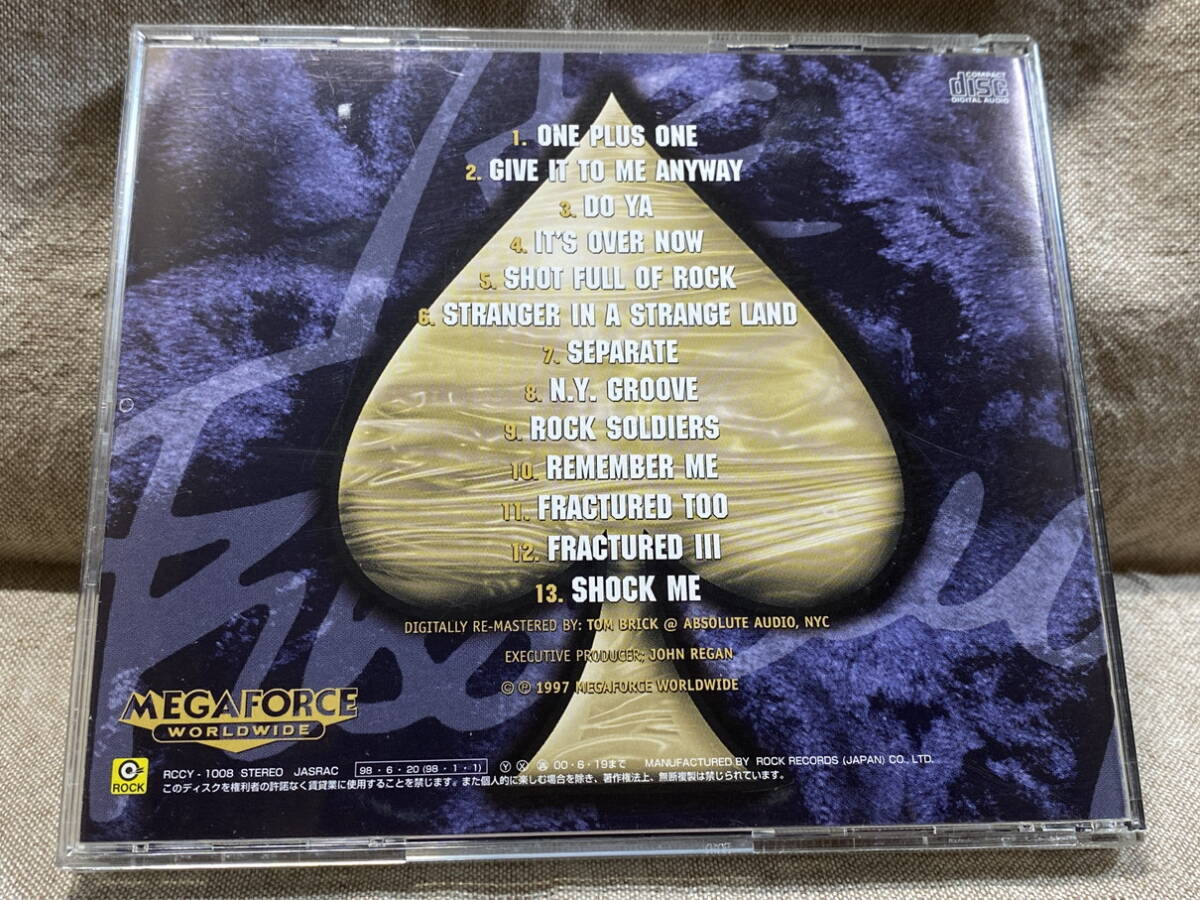 COMPACT
disc
DIGITAL AUDIO
1. ONE PLUS ONE
2. GIVE IT TO ME ANYWAY
3. DO YA
4. IT'S OVER NOW
5. SHOT FULL OF ROCK
6. STRANGER IN A STRANGE LAND
7. SEPARATE
8. N.Y. GROOVE
9. ROCK SOLDIERS
10. REMEMBER ME
11. FRACTURED TOO
12. FRACTURED III
13. SHOCK ME
DIGITALLY RE-MASTERED BY: TOM BRICK @ ABSOLUTE AUDIO, NYC
EXECUTIVE PRODUCER; JOHN REGAN
© ℗ 1997 MEGAFORCE WORLDWIDE
MEGAFORCE
WORLDWIDE
ROCK
RCCY-1008 STEREO JASRAC 98・6・20 (98・1・1) Ⓨ Ⓧ 00・6・19まで MANUFACTURED BY ROCK RECORDS (JAPAN) CO., LTD.
このディスクを権利者の許諾なく賃貸業に使用することを禁じます。また個人的に楽しむ場合を除き、著作権法上、無断複製は禁じられています。